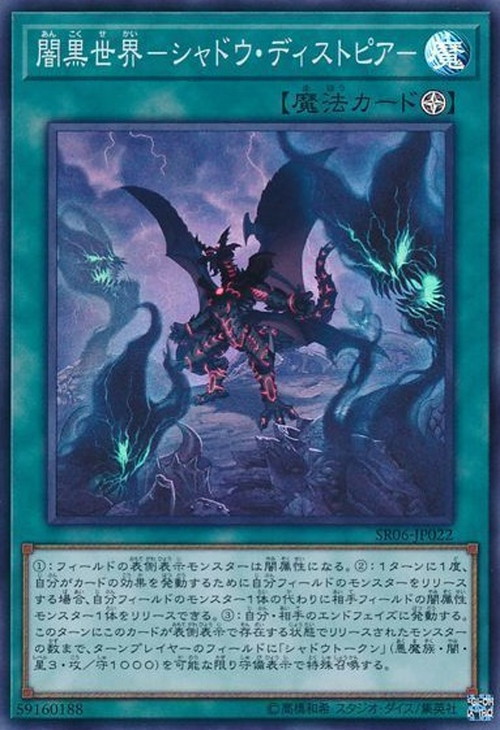 闇黒世界－シャドウ・ディストピア－
魔
【魔法カード】
SR06-JP022
①：フィールドの表側表示モンスターは闇属性になる。②：１ターンに１度、
自分がカードの効果を発動するために自分フィールドのモンスターをリリース
する場合、自分フィールドのモンスター１体の代わりに相手フィールドの闇属性
モンスター１体をリリースできる。③：自分・相手のエンドフェイズに発動する。
このターンにこのカードが表側表示で存在する状態でリリースされたモンスター
の数まで、ターンプレイヤーのフィールドに「シャドウトークン」（悪魔族・闇・
星３・攻／守１０００）を可能な限り守備表示で特殊召喚する。
59160188
©高橋和希 スタジオ・ダイス/集英社